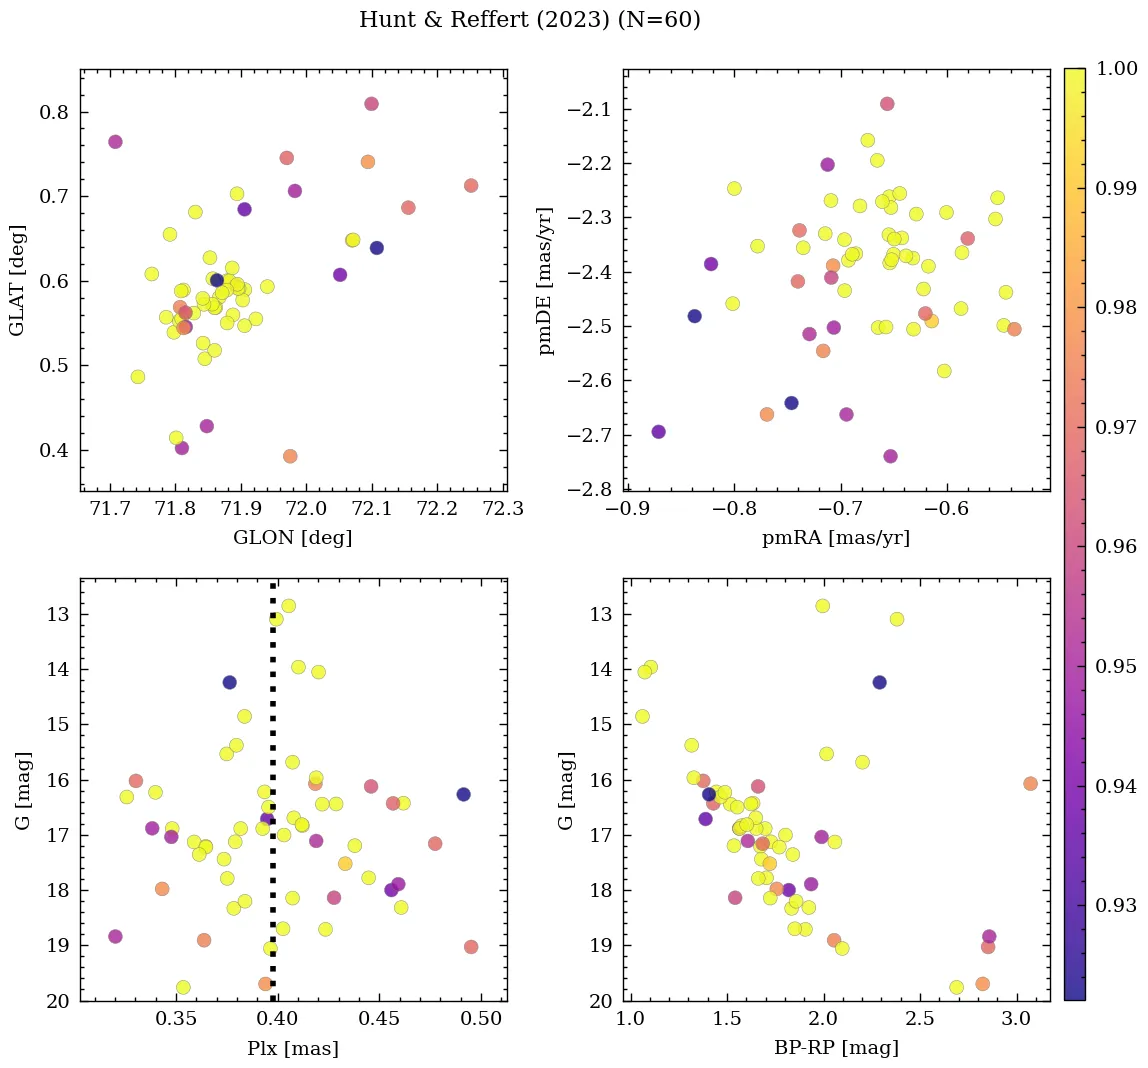 Hunt & Reffert (2023) (N=60)
0.8
0.7
0.6
0.5
0.4
GLAT [deg]
71.7 71.8 71.9 72.0 72.1 72.2 72.3
GLON [deg]
−2.1
−2.2
−2.3
−2.4
−2.5
−2.6
−2.7
−2.8
pmDE [mas/yr]
−0.9 −0.8 −0.7 −0.6
pmRA [mas/yr]
13
14
15
16
17
18
19
20
G [mag]
0.35 0.40 0.45 0.50
Plx [mas]
13
14
15
16
17
18
19
20
G [mag]
1.0 1.5 2.0 2.5 3.0
BP-RP [mag]
1.00
0.99
0.98
0.97
0.96
0.95
0.94
0.93